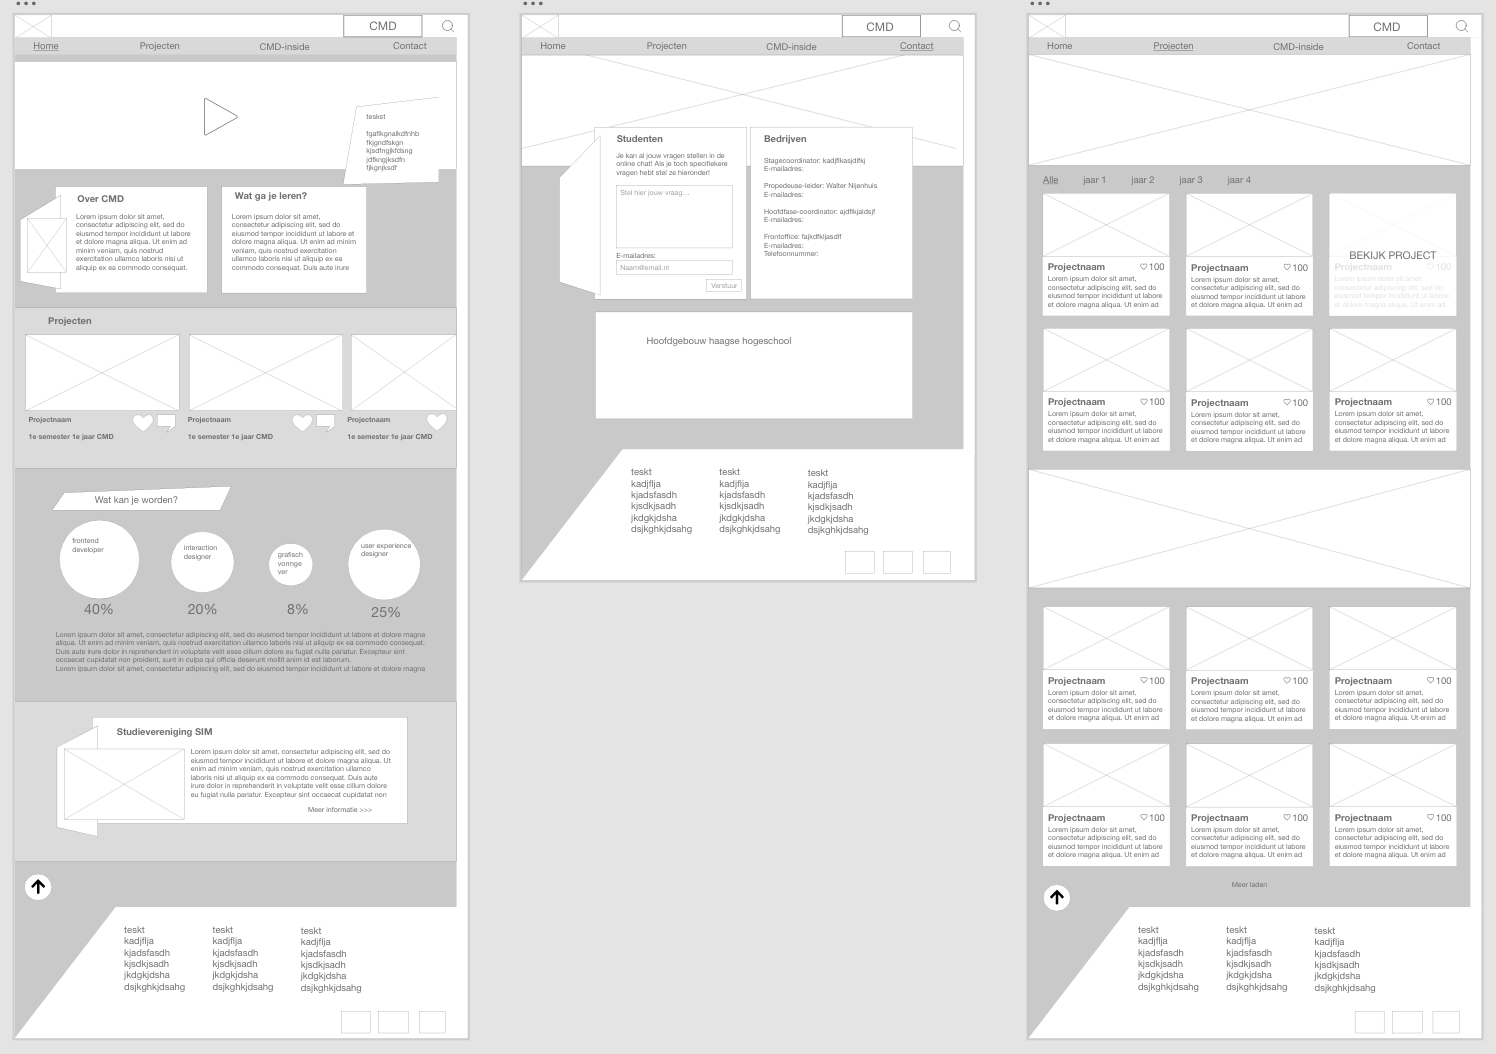 CMD
Home Projecten CMD-inside Contact
teskst
fgaflkgnalkdfnhb
fkjgndfskgn
kjsdfngjkfdsng
jdfkngjksdfn
fjkgnjksdf
Over CMD
Lorem ipsum dolor sit amet,
consectetur adipiscing elit, sed do
eiusmod tempor incididunt ut labore
et dolore magna aliqua. Ut enim ad
minim veniam, quis nostrud
exercitation ullamco laboris nisi ut
aliquip ex ea commodo consequat.
Wat ga je leren?
Lorem ipsum dolor sit amet,
consectetur adipiscing elit, sed do
eiusmod tempor incididunt ut labore
et dolore magna aliqua. Ut enim ad minim
veniam, quis nostrud exercitation
ullamco laboris nisi ut aliquip ex ea
commodo consequat. Duis aute irure
Projecten
Projectnaam
1e semester 1e jaar CMD
Projectnaam
1e semester 1e jaar CMD
Projectnaam
1e semester 1e jaar CMD
Wat kan je worden?
frontend
developer
40%
interaction
designer
20%
grafisch
vormge
ver
8%
user experience
designer
25%
Lorem ipsum dolor sit amet, consectetur adipiscing elit, sed do eiusmod tempor incididunt ut labore et dolore magna
aliqua. Ut enim ad minim veniam, quis nostrud exercitation ullamco laboris nisi ut aliquip ex ea commodo consequat.
Duis aute irure dolor in reprehenderit in voluptate velit esse cillum dolore eu fugiat nulla pariatur. Excepteur sint
occaecat cupidatat non proident, sunt in culpa qui officia deserunt mollit anim id est laborum.
Lorem ipsum dolor sit amet, consectetur adipiscing elit, sed do eiusmod tempor incididunt ut labore et dolore magna
Studievereniging SIM
Lorem ipsum dolor sit amet, consectetur adipiscing elit, sed do
eiusmod tempor incididunt ut labore et dolore magna aliqua. Ut
enim ad minim veniam, quis nostrud exercitation ullamco
laboris nisi ut aliquip ex ea commodo consequat. Duis aute
irure dolor in reprehenderit in voluptate velit esse cillum dolore
eu fugiat nulla pariatur. Excepteur sint occaecat cupidatat non
Meer informatie >>>
teskt
kadjflja
kjadsfasdh
kjsdkjsadh
jkdgkjdsha
dsjkghkjdsahg
teskt
kadjflja
kjadsfasdh
kjsdkjsadh
jkdgkjdsha
dsjkghkjdsahg
teskt
kadjflja
kjadsfasdh
kjsdkjsadh
jkdgkjdsha
dsjkghkjdsahg
CMD
Home Projecten CMD-inside Contact
Studenten
Je kan al jouw vragen stellen in de
online chat! Als je toch specifiekere
vragen hebt stel ze hieronder!
Stel hier jouw vraag...
E-mailadres:
Naam@email.nl
Verstuur
Bedrijven
Stagecoordinator: kadjflkasjdlfkj
E-mailadres:
Propedeuse-leider: Walter Nijenhuis
E-mailadres:
Hoofdfase-coordinator: ajdflkjaldsjf
E-mailadres:
Frontoffice: fajkdfkljasdlf
E-mailadres:
Telefoonnummer:
Hoofdgebouw haagse hogeschool
teskt
kadjflja
kjadsfasdh
kjsdkjsadh
jkdgkjdsha
dsjkghkjdsahg
teskt
kadjflja
kjadsfasdh
kjsdkjsadh
jkdgkjdsha
dsjkghkjdsahg
teskt
kadjflja
kjadsfasdh
kjsdkjsadh
jkdgkjdsha
dsjkghkjdsahg
CMD
Home Projecten CMD-inside Contact
Alle jaar 1 jaar 2 jaar 3 jaar 4
Projectnaam 100
Lorem ipsum dolor sit amet,
consectetur adipiscing elit, sed do
eiusmod tempor incididunt ut labore
et dolore magna aliqua. Ut enim ad
Projectnaam 100
Lorem ipsum dolor sit amet,
consectetur adipiscing elit, sed do
eiusmod tempor incididunt ut labore
et dolore magna aliqua. Ut enim ad
BEKIJK PROJECT
Projectnaam 100
Lorem ipsum dolor sit amet,
consectetur adipiscing elit, sed do
eiusmod tempor incididunt ut labore
et dolore magna aliqua. Ut enim ad
Projectnaam 100
Lorem ipsum dolor sit amet,
consectetur adipiscing elit, sed do
eiusmod tempor incididunt ut labore
et dolore magna aliqua. Ut enim ad
Projectnaam 100
Lorem ipsum dolor sit amet,
consectetur adipiscing elit, sed do
eiusmod tempor incididunt ut labore
et dolore magna aliqua. Ut enim ad
Projectnaam 100
Lorem ipsum dolor sit amet,
consectetur adipiscing elit, sed do
eiusmod tempor incididunt ut labore
et dolore magna aliqua. Ut enim ad
Projectnaam 100
Lorem ipsum dolor sit amet,
consectetur adipiscing elit, sed do
eiusmod tempor incididunt ut labore
et dolore magna aliqua. Ut enim ad
Projectnaam 100
Lorem ipsum dolor sit amet,
consectetur adipiscing elit, sed do
eiusmod tempor incididunt ut labore
et dolore magna aliqua. Ut enim ad
Projectnaam 100
Lorem ipsum dolor sit amet,
consectetur adipiscing elit, sed do
eiusmod tempor incididunt ut labore
et dolore magna aliqua. Ut enim ad
Projectnaam 100
Lorem ipsum dolor sit amet,
consectetur adipiscing elit, sed do
eiusmod tempor incididunt ut labore
et dolore magna aliqua. Ut enim ad
Projectnaam 100
Lorem ipsum dolor sit amet,
consectetur adipiscing elit, sed do
eiusmod tempor incididunt ut labore
et dolore magna aliqua. Ut enim ad
Projectnaam 100
Lorem ipsum dolor sit amet,
consectetur adipiscing elit, sed do
eiusmod tempor incididunt ut labore
et dolore magna aliqua. Ut enim ad
Meer laden
teskt
kadjflja
kjadsfasdh
kjsdkjsadh
jkdgkjdsha
dsjkghkjdsahg
teskt
kadjflja
kjadsfasdh
kjsdkjsadh
jkdgkjdsha
dsjkghkjdsahg
teskt
kadjflja
kjadsfasdh
kjsdkjsadh
jkdgkjdsha
dsjkghkjdsahg